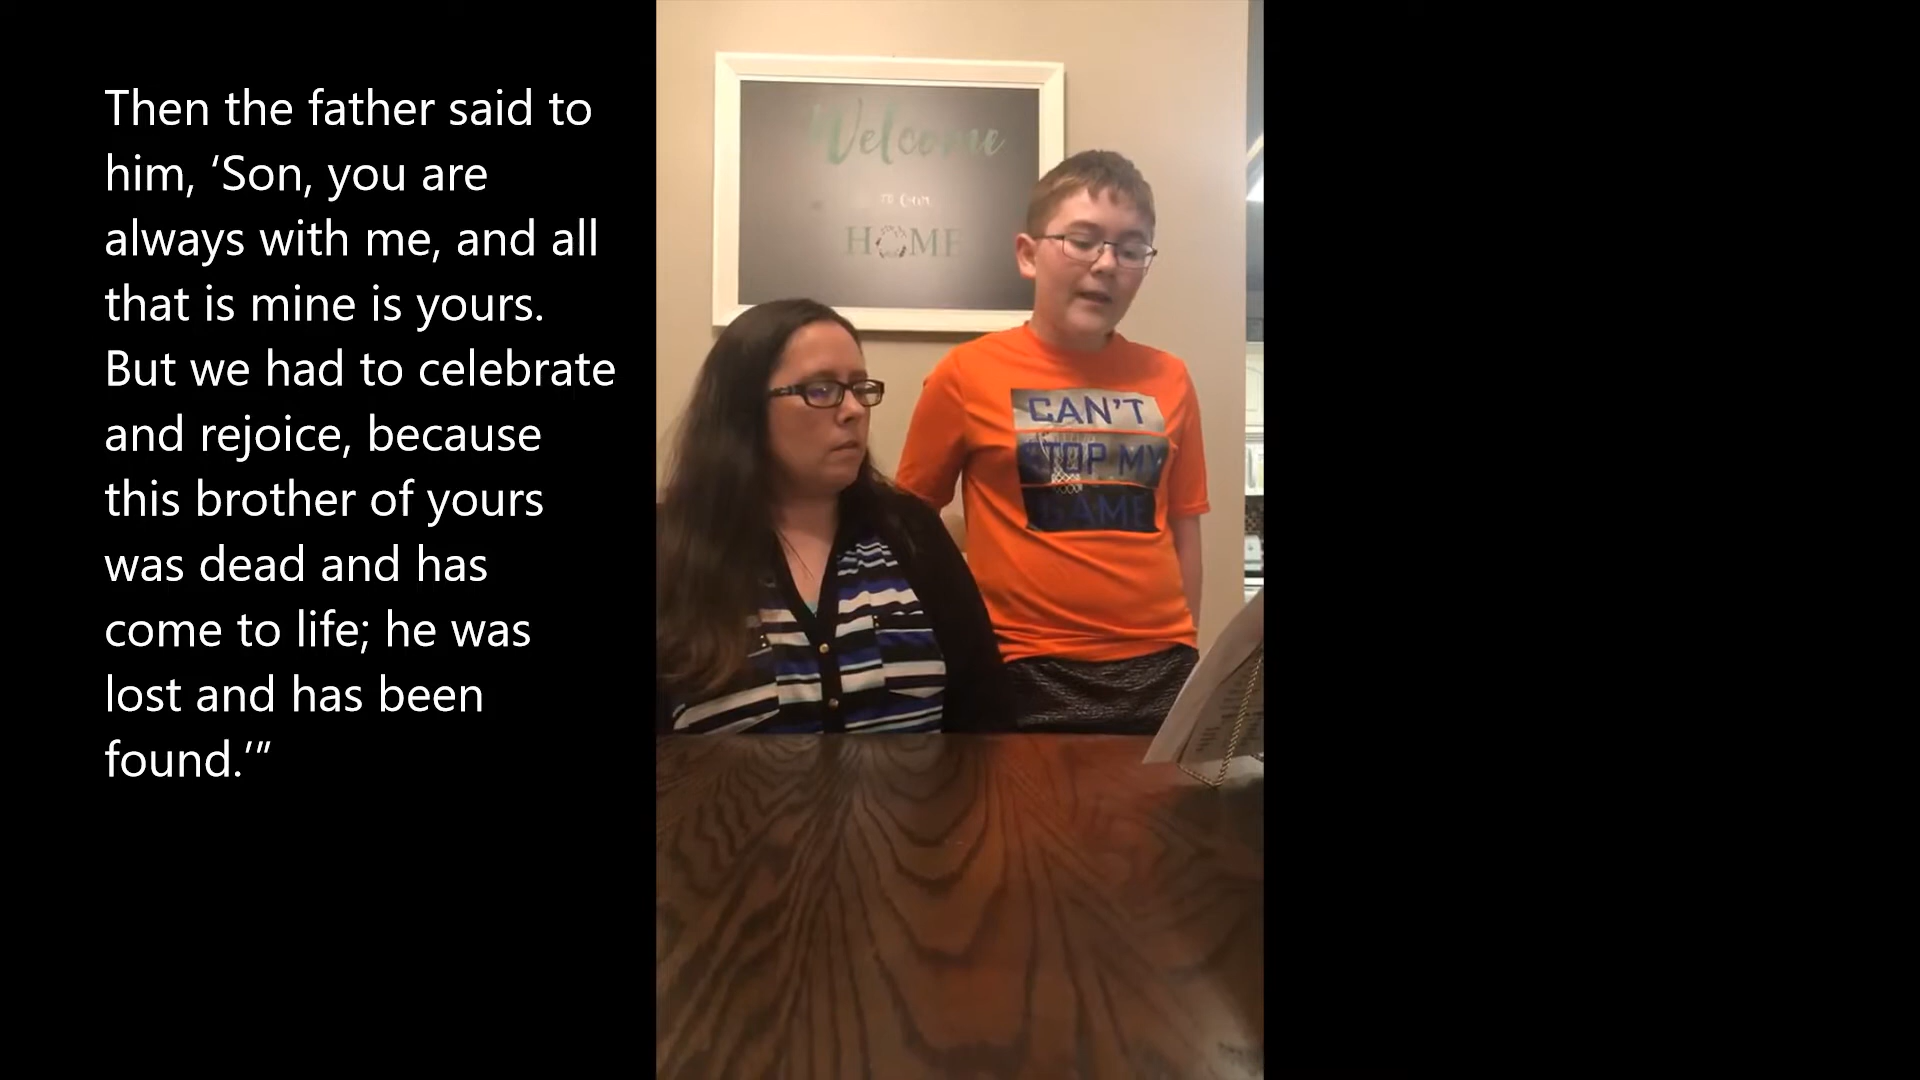 Then the father said to
him, ‘Son, you are
always with me, and all
that is mine is yours.
But we had to celebrate
and rejoice, because
this brother of yours
was dead and has
come to life; he was
lost and has been
found.’”
Welcome
TO OUR
HOME
CAN'T
STOP MY
GAME